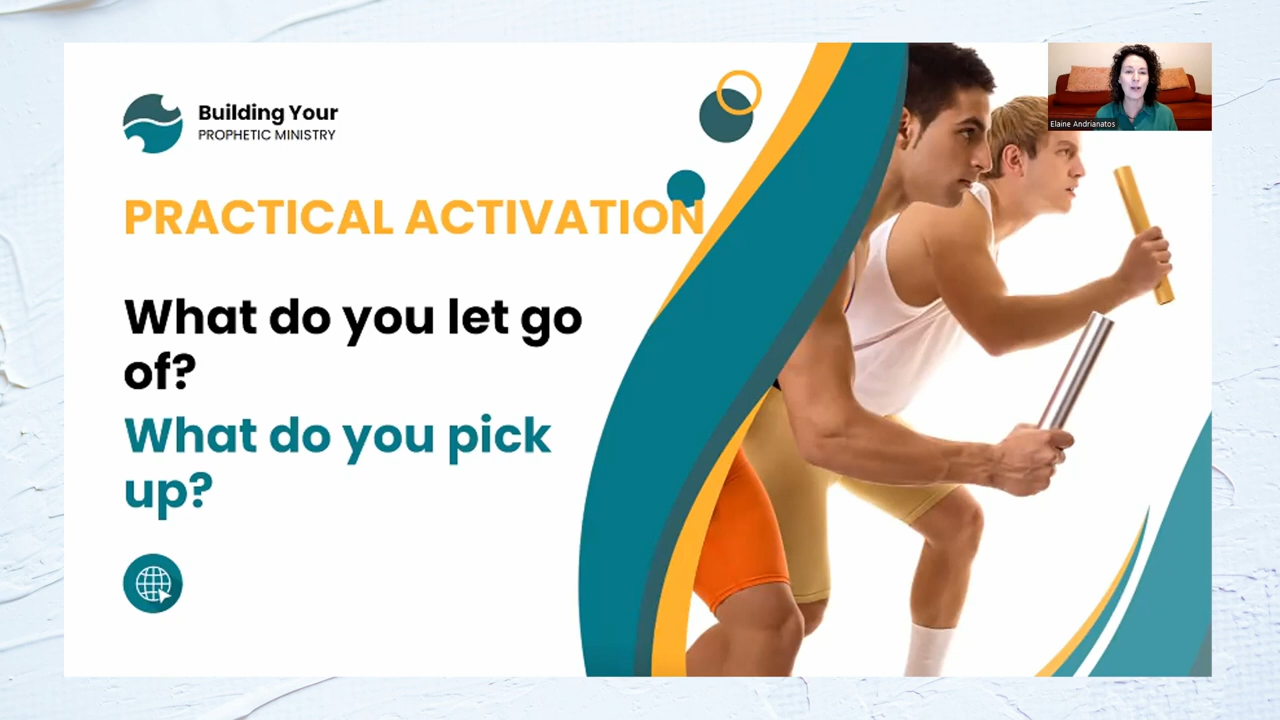 Building Your
PROPHETIC MINISTRY
Elaine Andrianatos
PRACTICAL ACTIVATION
What do you let go
of?
What do you pick
up?